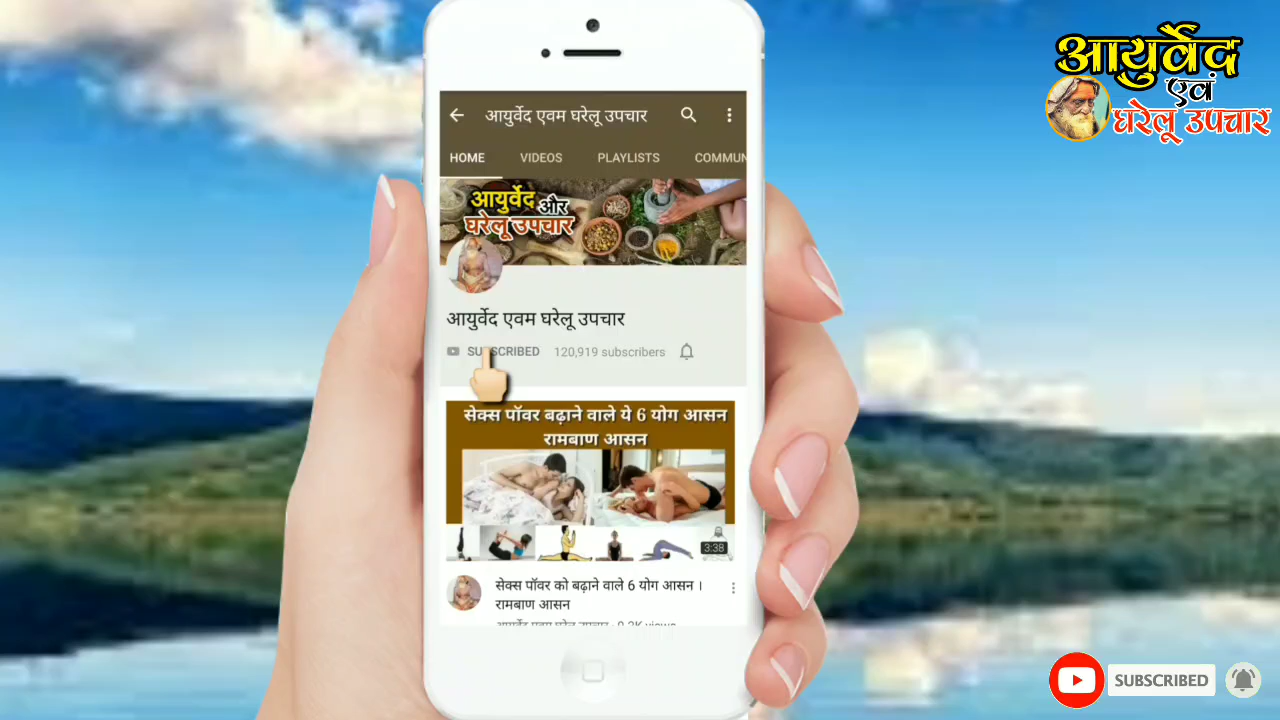 आयुर्वेद
एवं
घरेलू उपचार
आयुर्वेद एवम घरेलू उपचार
HOME VIDEOS PLAYLISTS COMMUN
आयुर्वेद और
घरेलू उपचार
आयुर्वेद एवम घरेलू उपचार
SUBSCRIBED 120,919 subscribers
सेक्स पॉवर बढ़ाने वाले ये 6 योग आसन
रामबाण आसन
3:38
सेक्स पॉवर को बढ़ाने वाले 6 योग आसन ।
रामबाण आसन
SUBSCRIBED